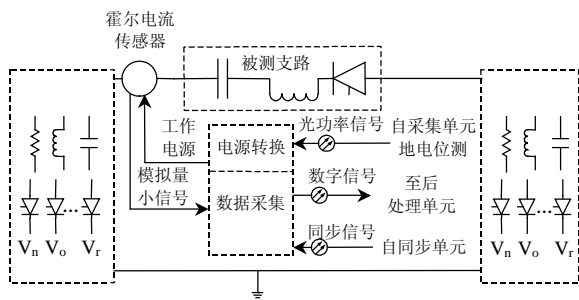 霍尔电流
传感器
被测支路
工作
电源
电源转换
光功率信号
自采集单元
地电位测
模拟量
小信号
数据采集
数字信号
至后
处理单元
同步信号
自同步单元
Vn Vo ... Vr
Vn Vo ... Vr